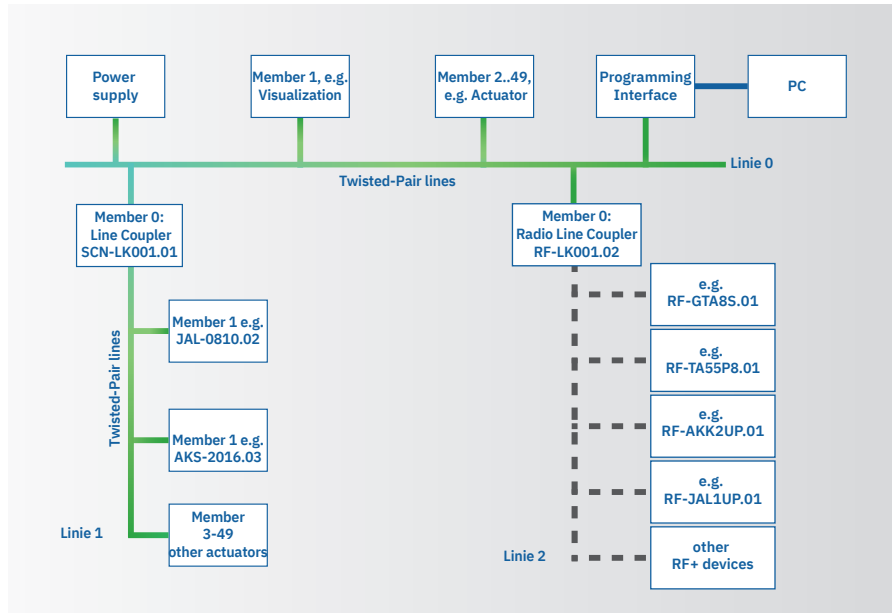 Power
supply
Member 1, e.g.
Visualization
Member 2..49,
e.g. Actuator
Programming
Interface
PC
Linie 0
Twisted-Pair lines
Member 0:
Line Coupler
SCN-LK001.01
Member 0:
Radio Line Coupler
RF-LK001.02
Twisted-Pair lines
Member 1 e.g.
JAL-0810.02
Member 1 e.g.
AKS-2016.03
Member
3-49
other actuators
Linie 1
e.g.
RF-GTA8S.01
e.g.
RF-TA55P8.01
e.g.
RF-AKK2UP.01
e.g.
RF-JAL1UP.01
other
RF+ devices
Linie 2